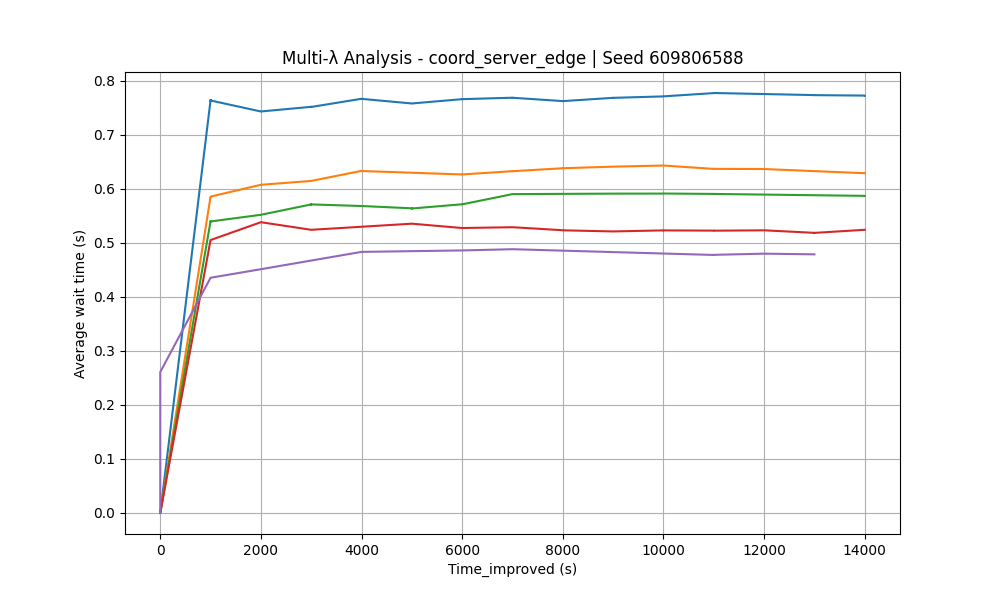 Multi-λ Analysis - coord_server_edge | Seed 609806588
0.8
0.7
0.6
0.5
0.4
0.3
0.2
0.1
0.0
Average wait time (s)
0 2000 4000 6000 8000 10000 12000 14000
Time_improved (s)